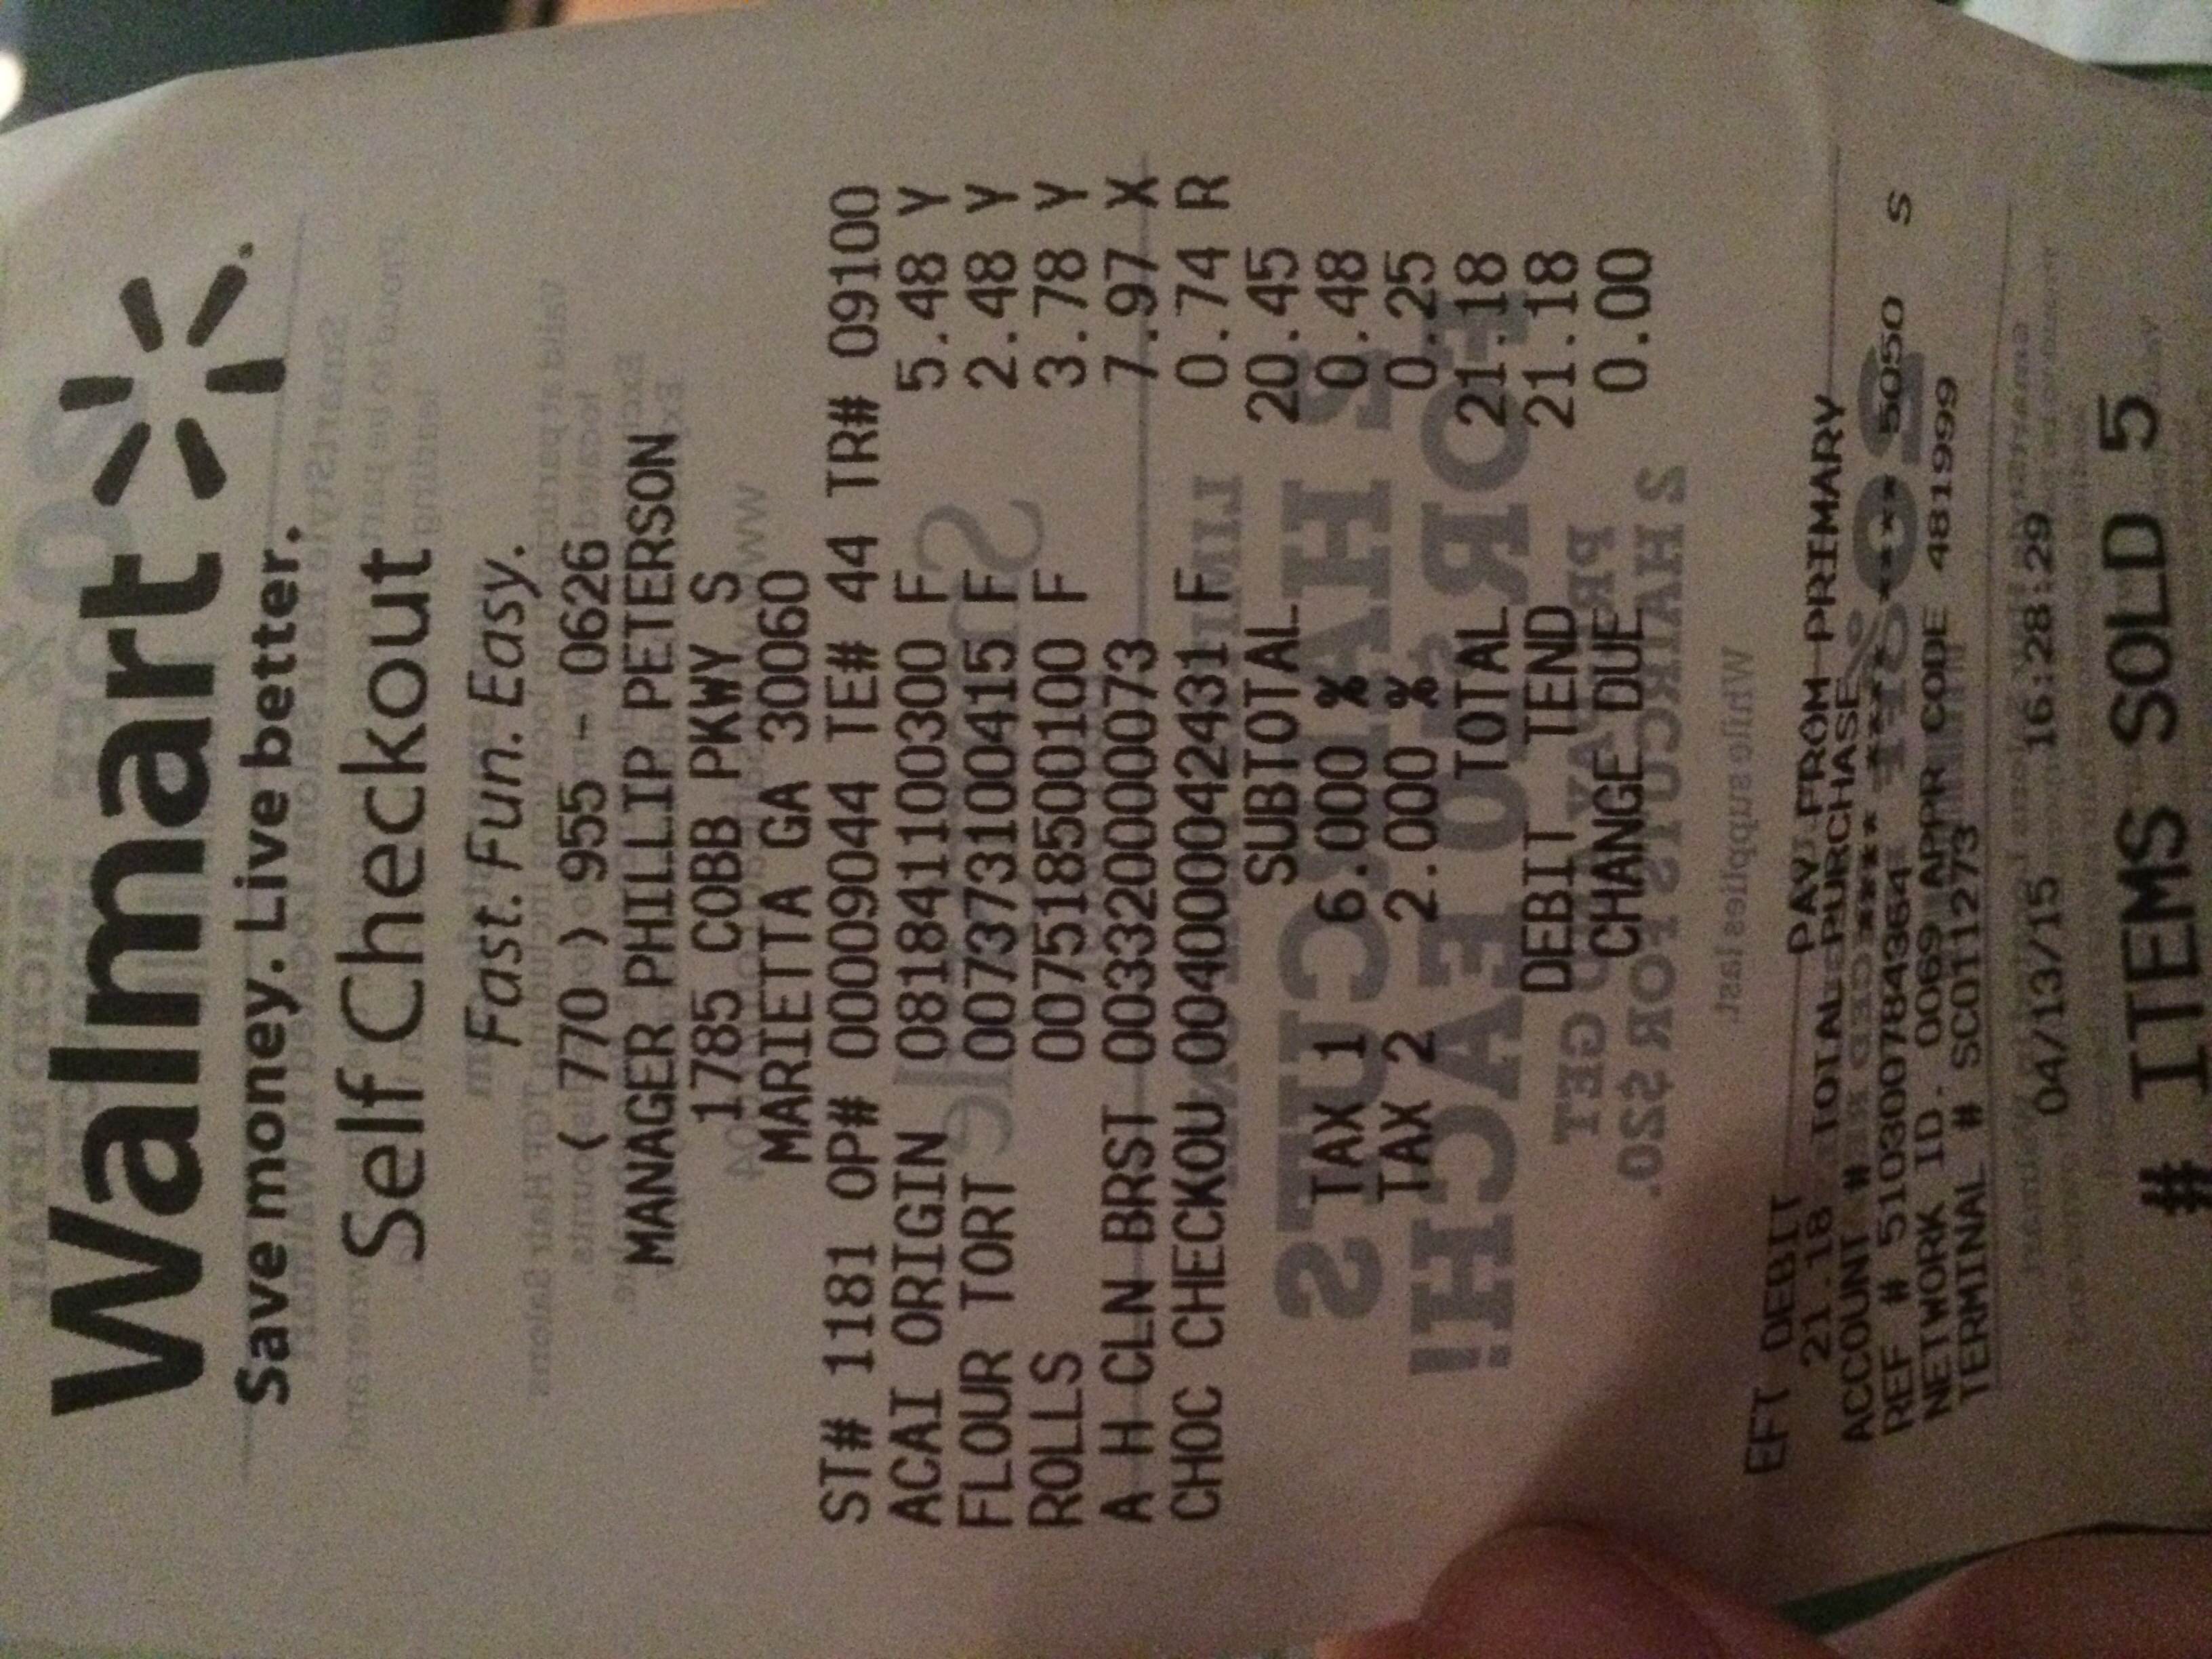 Walmart
Save money. Live better.
Self Checkout
Fast. Fun. Easy.
( 770 ) 955 - 0626
MANAGER PHILLIP PETERSON
1785 COBB PKWY S
MARIETTA GA 30060
ST# 1181 OP# 00009044 TE# 44 TR# 09100
ACAI ORIGIN 081841100300 F 5.48 Y
FLOUR TORT 007373100415 F 2.48 Y
ROLLS 007518500100 F 3.78 Y
A H CLN BRST 003320000073 7.97 X
CHOC CHECKOU 004000042431 F 0.74 R
SUBTOTAL 20.45
TAX 1 6.000 % 0.48
TAX 2 2.000 % 0.25
TOTAL 21.18
DEBIT TEND 21.18
CHANGE DUE 0.00
EFT DEBIT PAY FROM PRIMARY
21.18 TOTAL PURCHASE
ACCOUNT # **** **** **** 5050 S
REF # 510300784364
NETWORK ID. 0069 APPR CODE 481999
TERMINAL # SC011273
04/13/15 16:28:29
# ITEMS SOLD 5